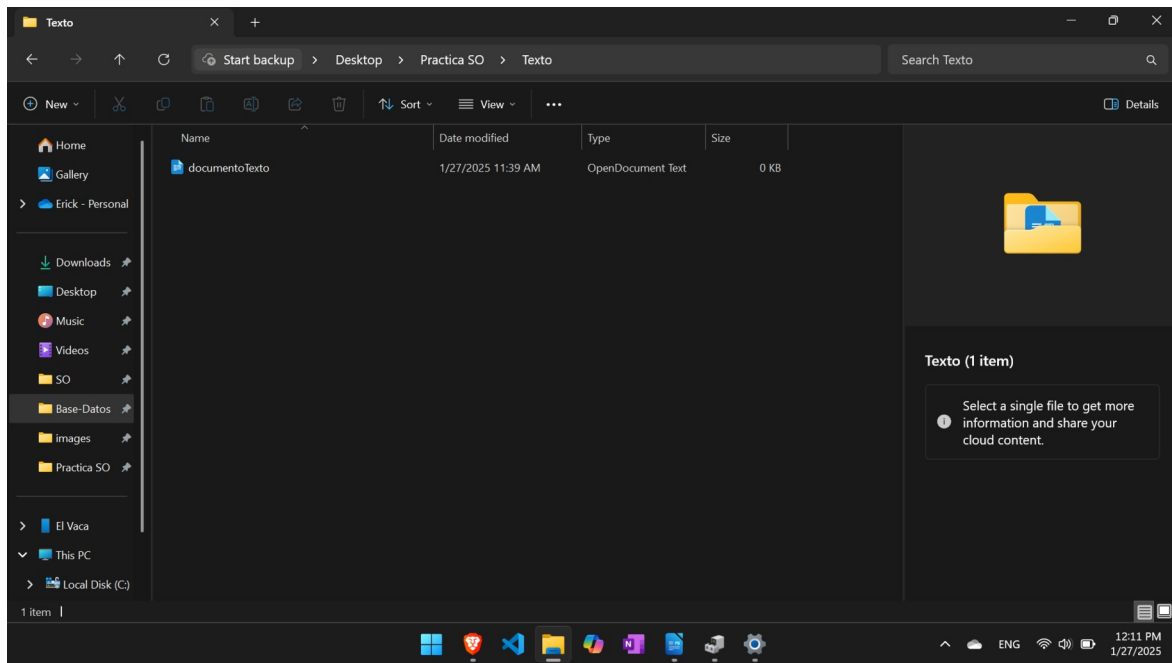 Texto
Start backup > Desktop > Practica SO > Texto
Search Texto
New
Sort
View
Details
Name
Date modified
Type
Size
documentoTexto
1/27/2025 11:39 AM
OpenDocument Text
0 KB
Home
Gallery
Erick - Personal
Downloads
Desktop
Music
Videos
SO
Base-Datos
images
Practica SO
El Vaca
This PC
Local Disk (C:)
Texto (1 item)
Select a single file to get more
information and share your
cloud content.
1 item
ENG
12:11 PM
1/27/2025